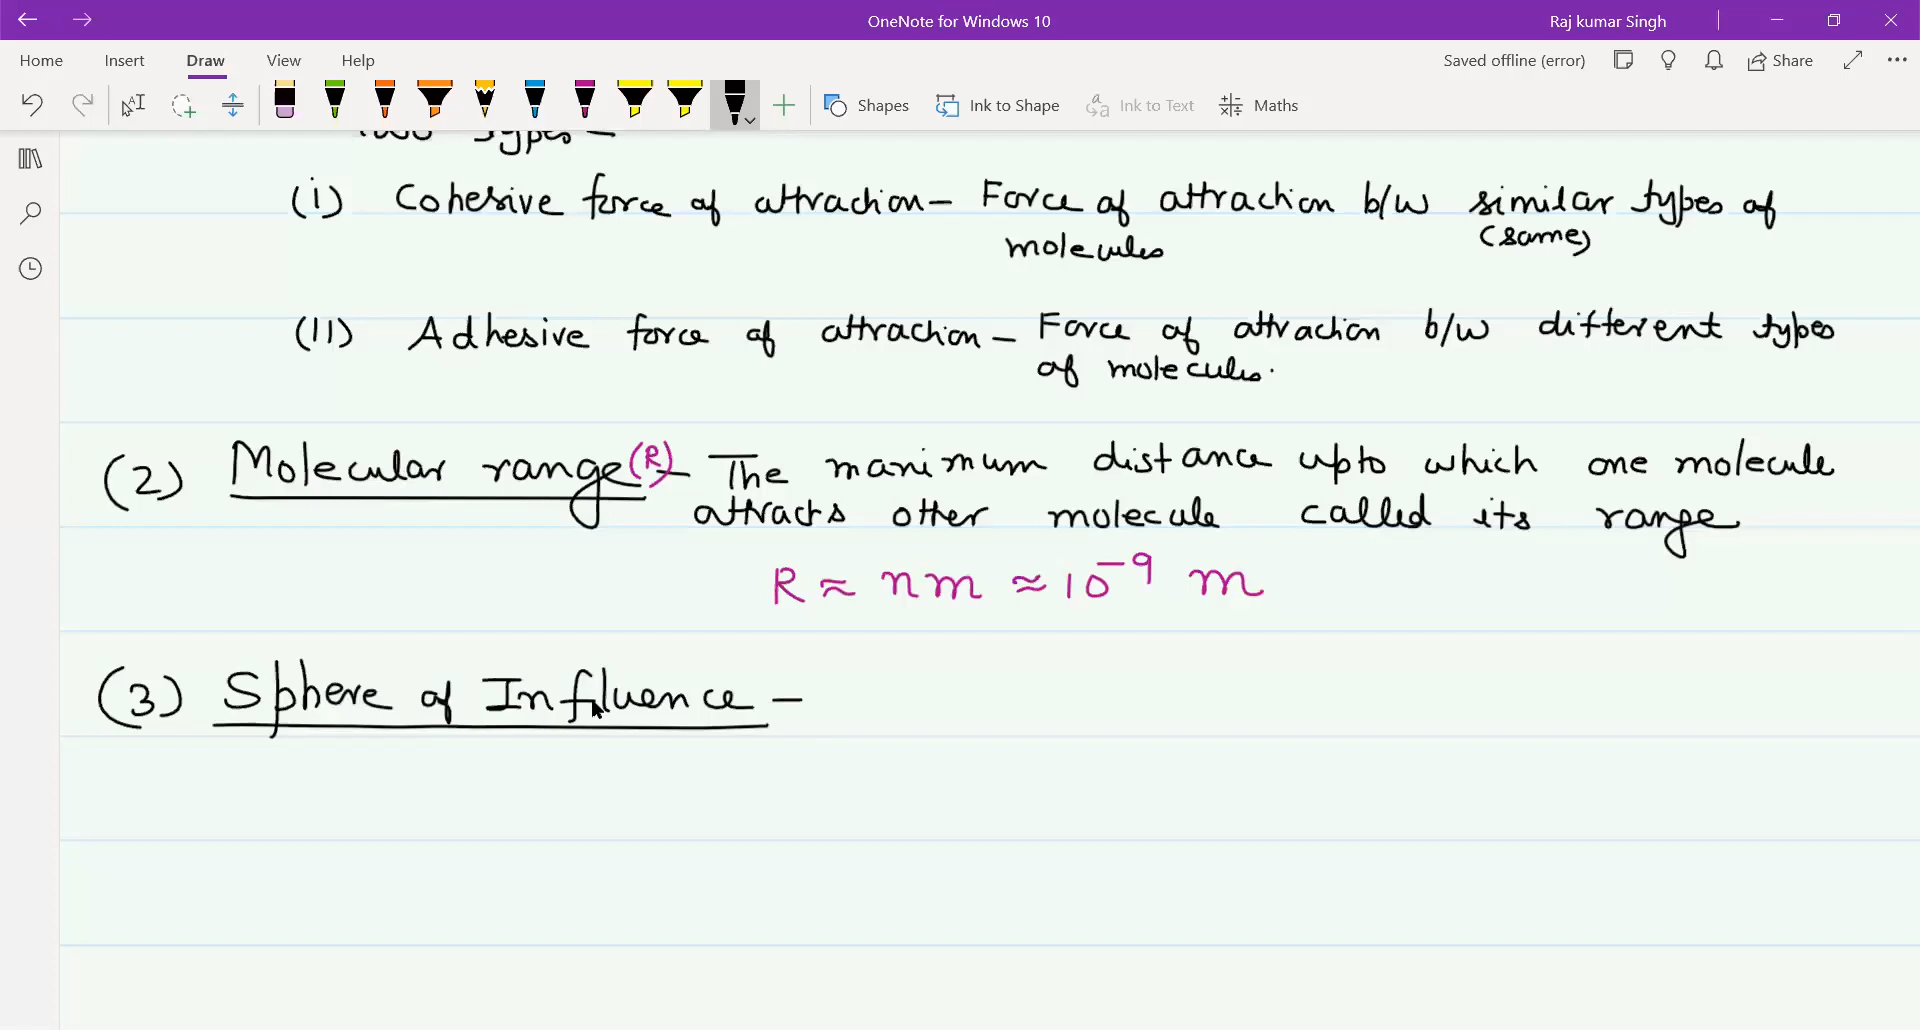 OneNote for Windows 10
Raj kumar Singh
Home Insert Draw View Help
Saved offline (error) Share
Shapes Ink to Shape Ink to Text Maths
types -
(i) Cohesive force of attraction - Force of attraction b/w similar types of
(same)
molecules
(II) Adhesive force of attraction - Force of attraction b/w different types
of molecules.
(2) Molecular range (R) - The maximum distance upto which one molecule
attracts other molecule called its range
R ≈ nm ≈ 10⁻⁹ m
(3) Sphere of Influence -